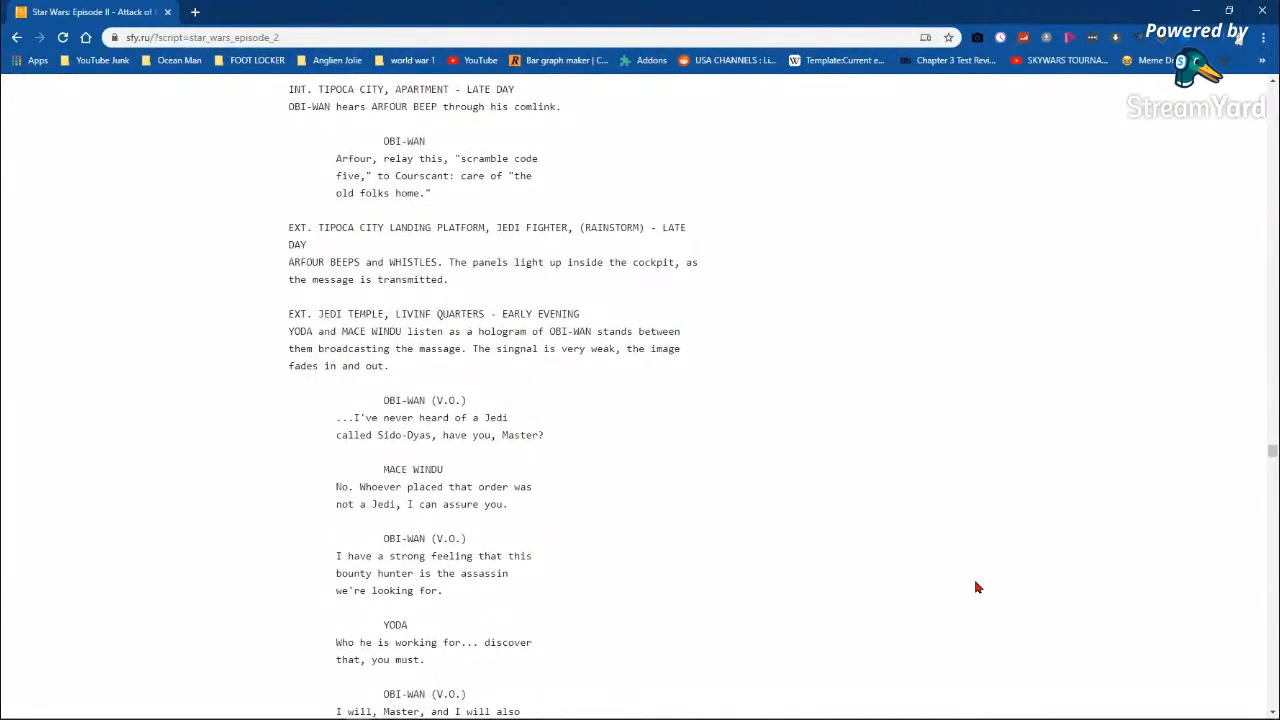 Star Wars: Episode II - Attack of
sfy.ru/?script=star_wars_episode_2
Powered by
Apps YouTube Junk Ocean Man FOOT LOCKER Anglien Jolie world war 1 YouTube Bar graph maker | C... Addons USA CHANNELS : Li... Template:Current e... Chapter 3 Test Revi... SKYWARS TOURNA... Meme De
StreamYard
INT. TIPOCA CITY, APARTMENT - LATE DAY
OBI-WAN hears ARFOUR BEEP through his comlink.
OBI-WAN
Arfour, relay this, "scramble code
five," to Courscant: care of "the
old folks home."
EXT. TIPOCA CITY LANDING PLATFORM, JEDI FIGHTER, (RAINSTORM) - LATE
DAY
ARFOUR BEEPS and WHISTLES. The panels light up inside the cockpit, as
the message is transmitted.
EXT. JEDI TEMPLE, LIVINF QUARTERS - EARLY EVENING
YODA and MACE WINDU listen as a hologram of OBI-WAN stands between
them broadcasting the massage. The singnal is very weak, the image
fades in and out.
OBI-WAN (V.O.)
...I've never heard of a Jedi
called Sido-Dyas, have you, Master?
MACE WINDU
No. Whoever placed that order was
not a Jedi, I can assure you.
OBI-WAN (V.O.)
I have a strong feeling that this
bounty hunter is the assassin
we're looking for.
YODA
Who he is working for... discover
that, you must.
OBI-WAN (V.O.)
I will, Master, and I will also